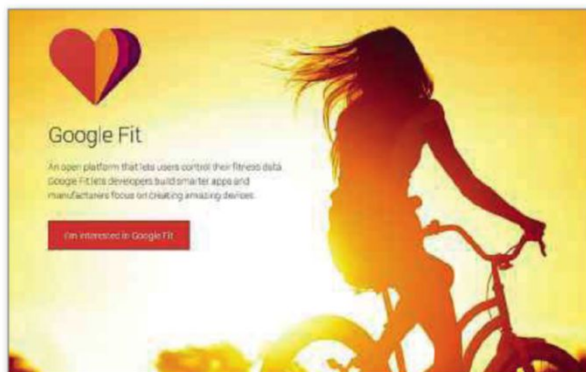 Google Fit
An open platform that lets users control their fitness data.
Google Fit lets developers build smarter apps and
manufacturers focus on creating amazing devices.
I'm interested in Google Fit